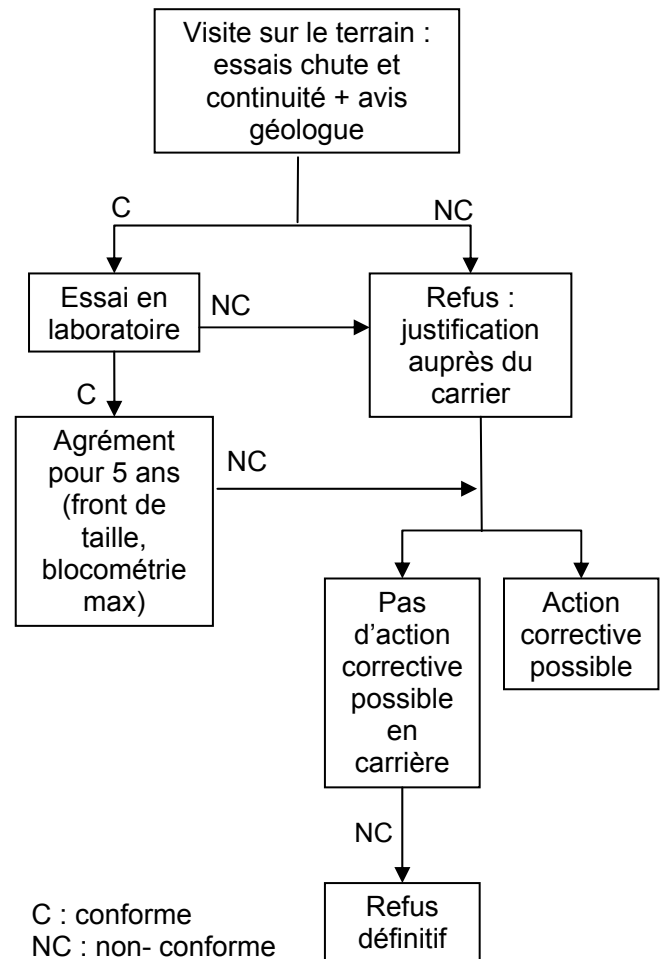 Visite sur le terrain :
essais chute et
continuité + avis
géologue
C
NC
Essai en
laboratoire
NC
Refus :
justification
auprès du
carrier
C
Agrément
pour 5 ans
(front de
taille,
blocométrie
max)
NC
Pas
d’action
corrective
possible
en
carrière
Action
corrective
possible
NC
Refus
définitif
C : conforme
NC : non- conforme